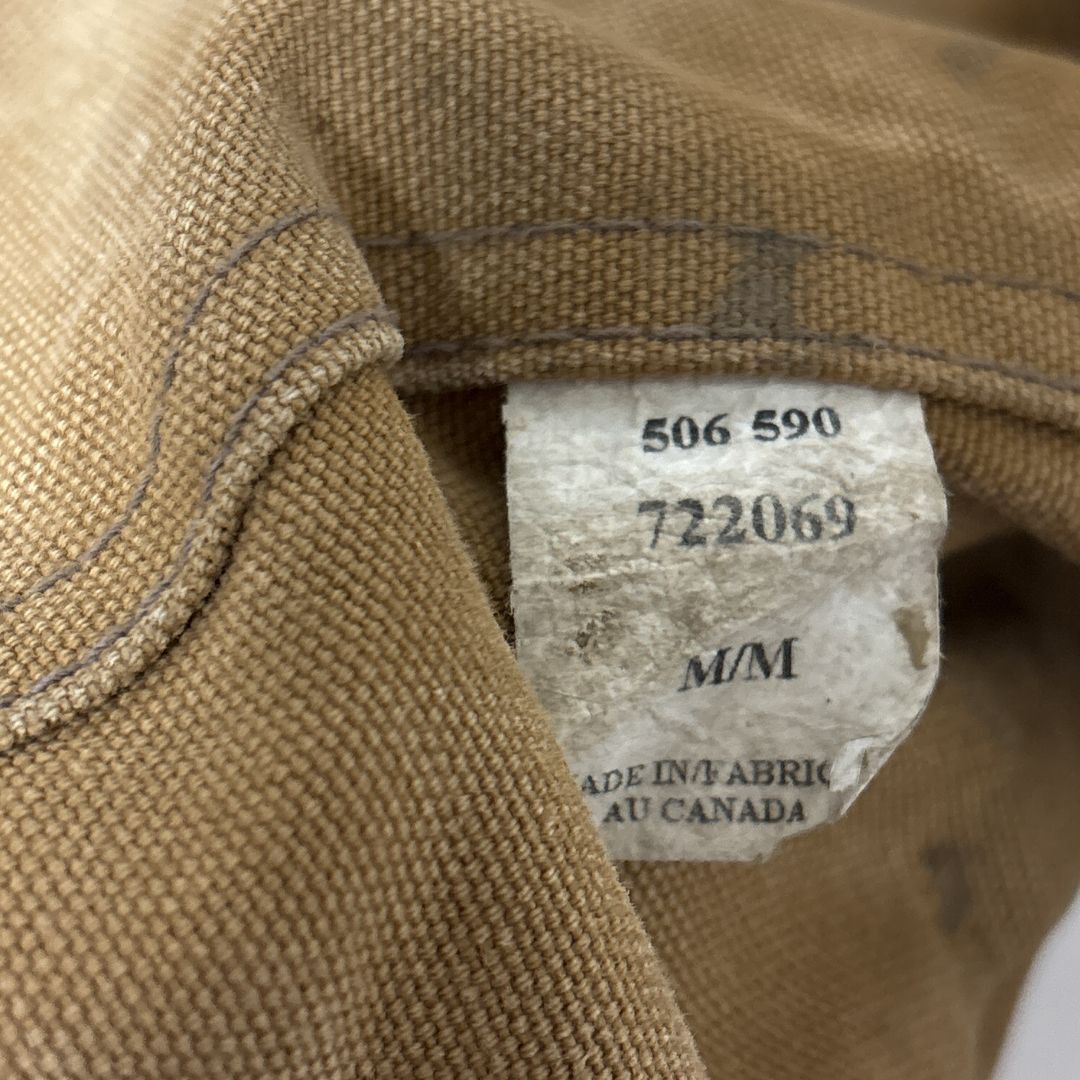 506 590
722069
M/M
ADE IN/FABRIQ
AU CANADA